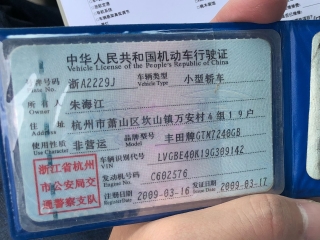 中华人民共和国机动车行驶证
Vehicle License of the People's Republic of China
号牌号码 浙A2229J 车辆类型 小型轿车
Vehicle Type
所有人 朱海江
住址 杭州市萧山区坎山镇万安村4组19户
使用性质 非营运 品牌型号 丰田牌GTM7240GB
Use Character
车辆识别代号 LVGBE40K19G309142
VIN
发动机号码 C602576
Engine No.
注册日期 2009-03-16 发证日期 2009-03-17
Register Date Issue Date
浙江省杭州
市公安局交
通警察支队